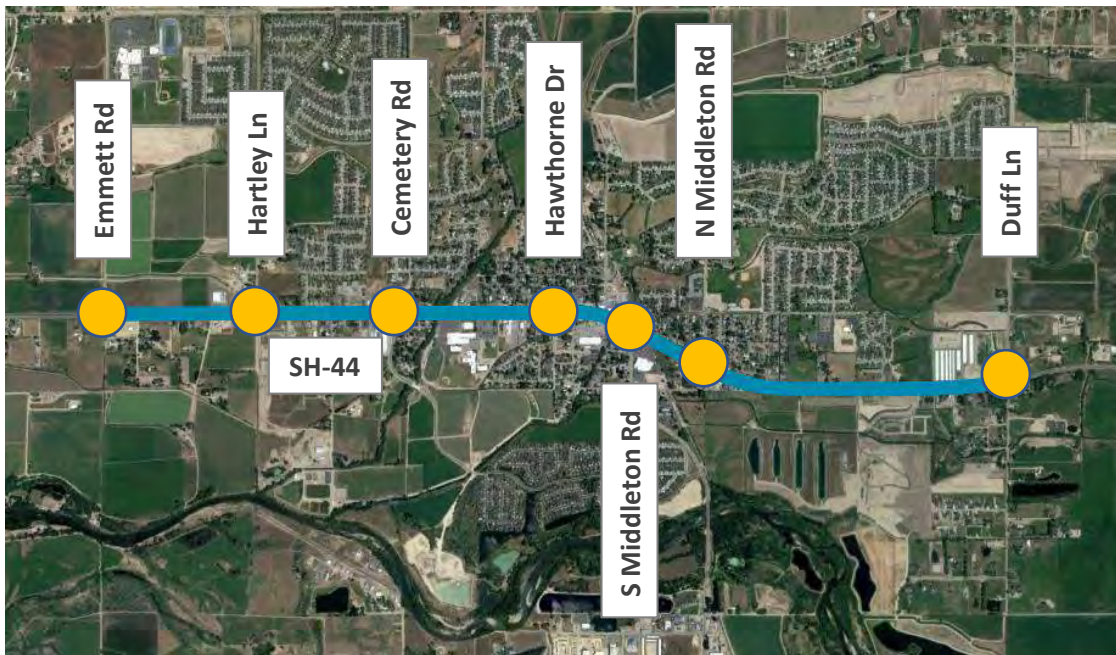 Emmett Rd
Hartley Ln
Cemetery Rd
Hawthorne Dr
N Middleton Rd
Duff Ln
SH-44
S Middleton Rd